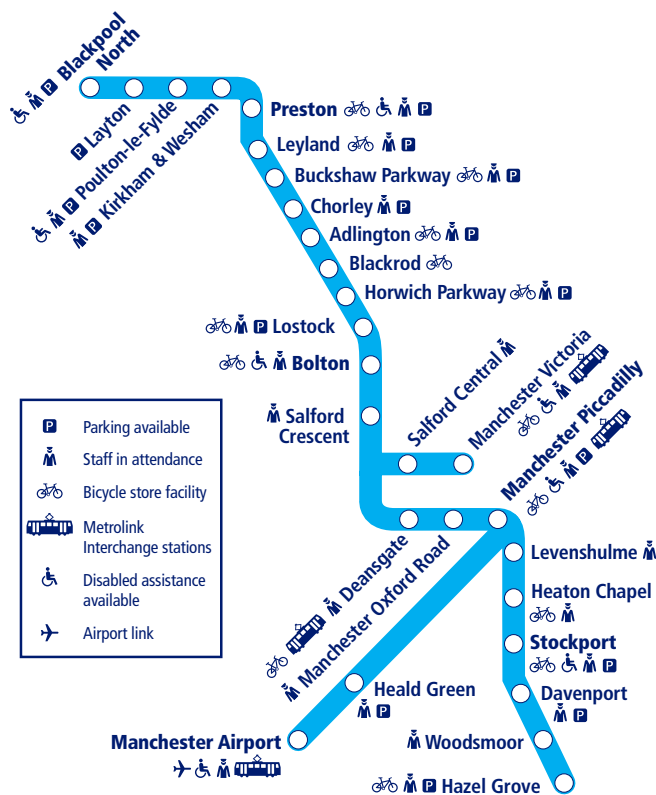 Blackpool
North
P Layton
P Poulton-le-Fylde
P Kirkham & Wesham
Preston P
Leyland P
Buckshaw Parkway P
Chorley P
Adlington P
Blackrod
Horwich Parkway P
P Lostock
Bolton
Salford
Crescent
Salford Central
Manchester Victoria
Manchester Piccadilly
P
Deansgate
Manchester Oxford Road
Levenshulme
Heaton Chapel
Stockport
P
Davenport
P
Woodsmoor
P Hazel Grove
Heald Green
P
Manchester Airport
P Parking available
Staff in attendance
Bicycle store facility
Metrolink
Interchange stations
Disabled assistance
available
Airport link